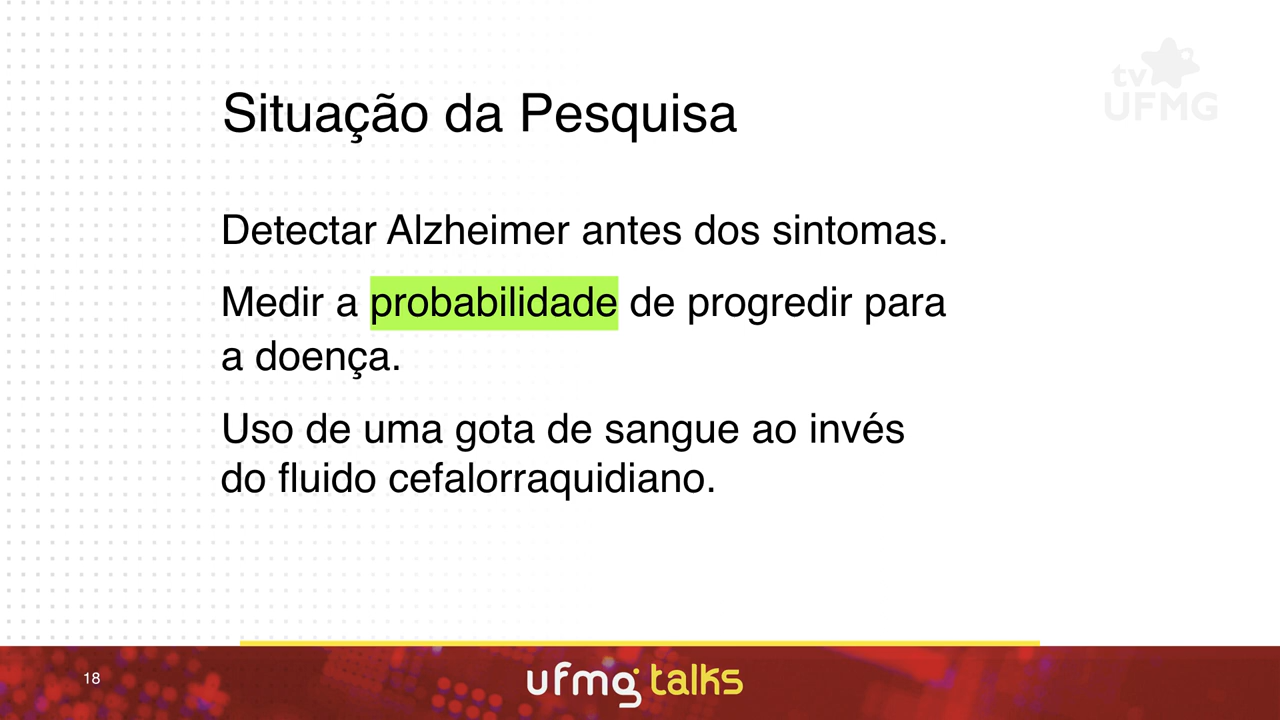 tv
UFMG
Situação da Pesquisa
Detectar Alzheimer antes dos sintomas.
Medir a probabilidade de progredir para
a doença.
Uso de uma gota de sangue ao invés
do fluido cefalorraquidiano.
18
ufmg talks